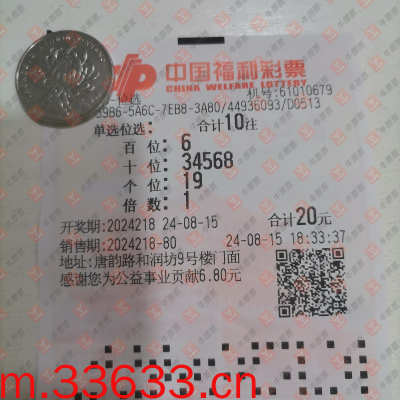 中国福利彩票
CHINA WELFARE LOTTERY
机号:61010679
-5A6C-7EB8-3A80/44936093/D0513
单选位选: 合计10注
百 位: 6
十 位: 34568
个 位: 19
倍 数: 1
开奖期:2024218 24-08-15 合计20元
销售期:2024218-80 24-08-15 18:33:37
地址:唐韵路和润坊9号楼门面
感谢您为公益事业贡献6.80元
m.33633.cn